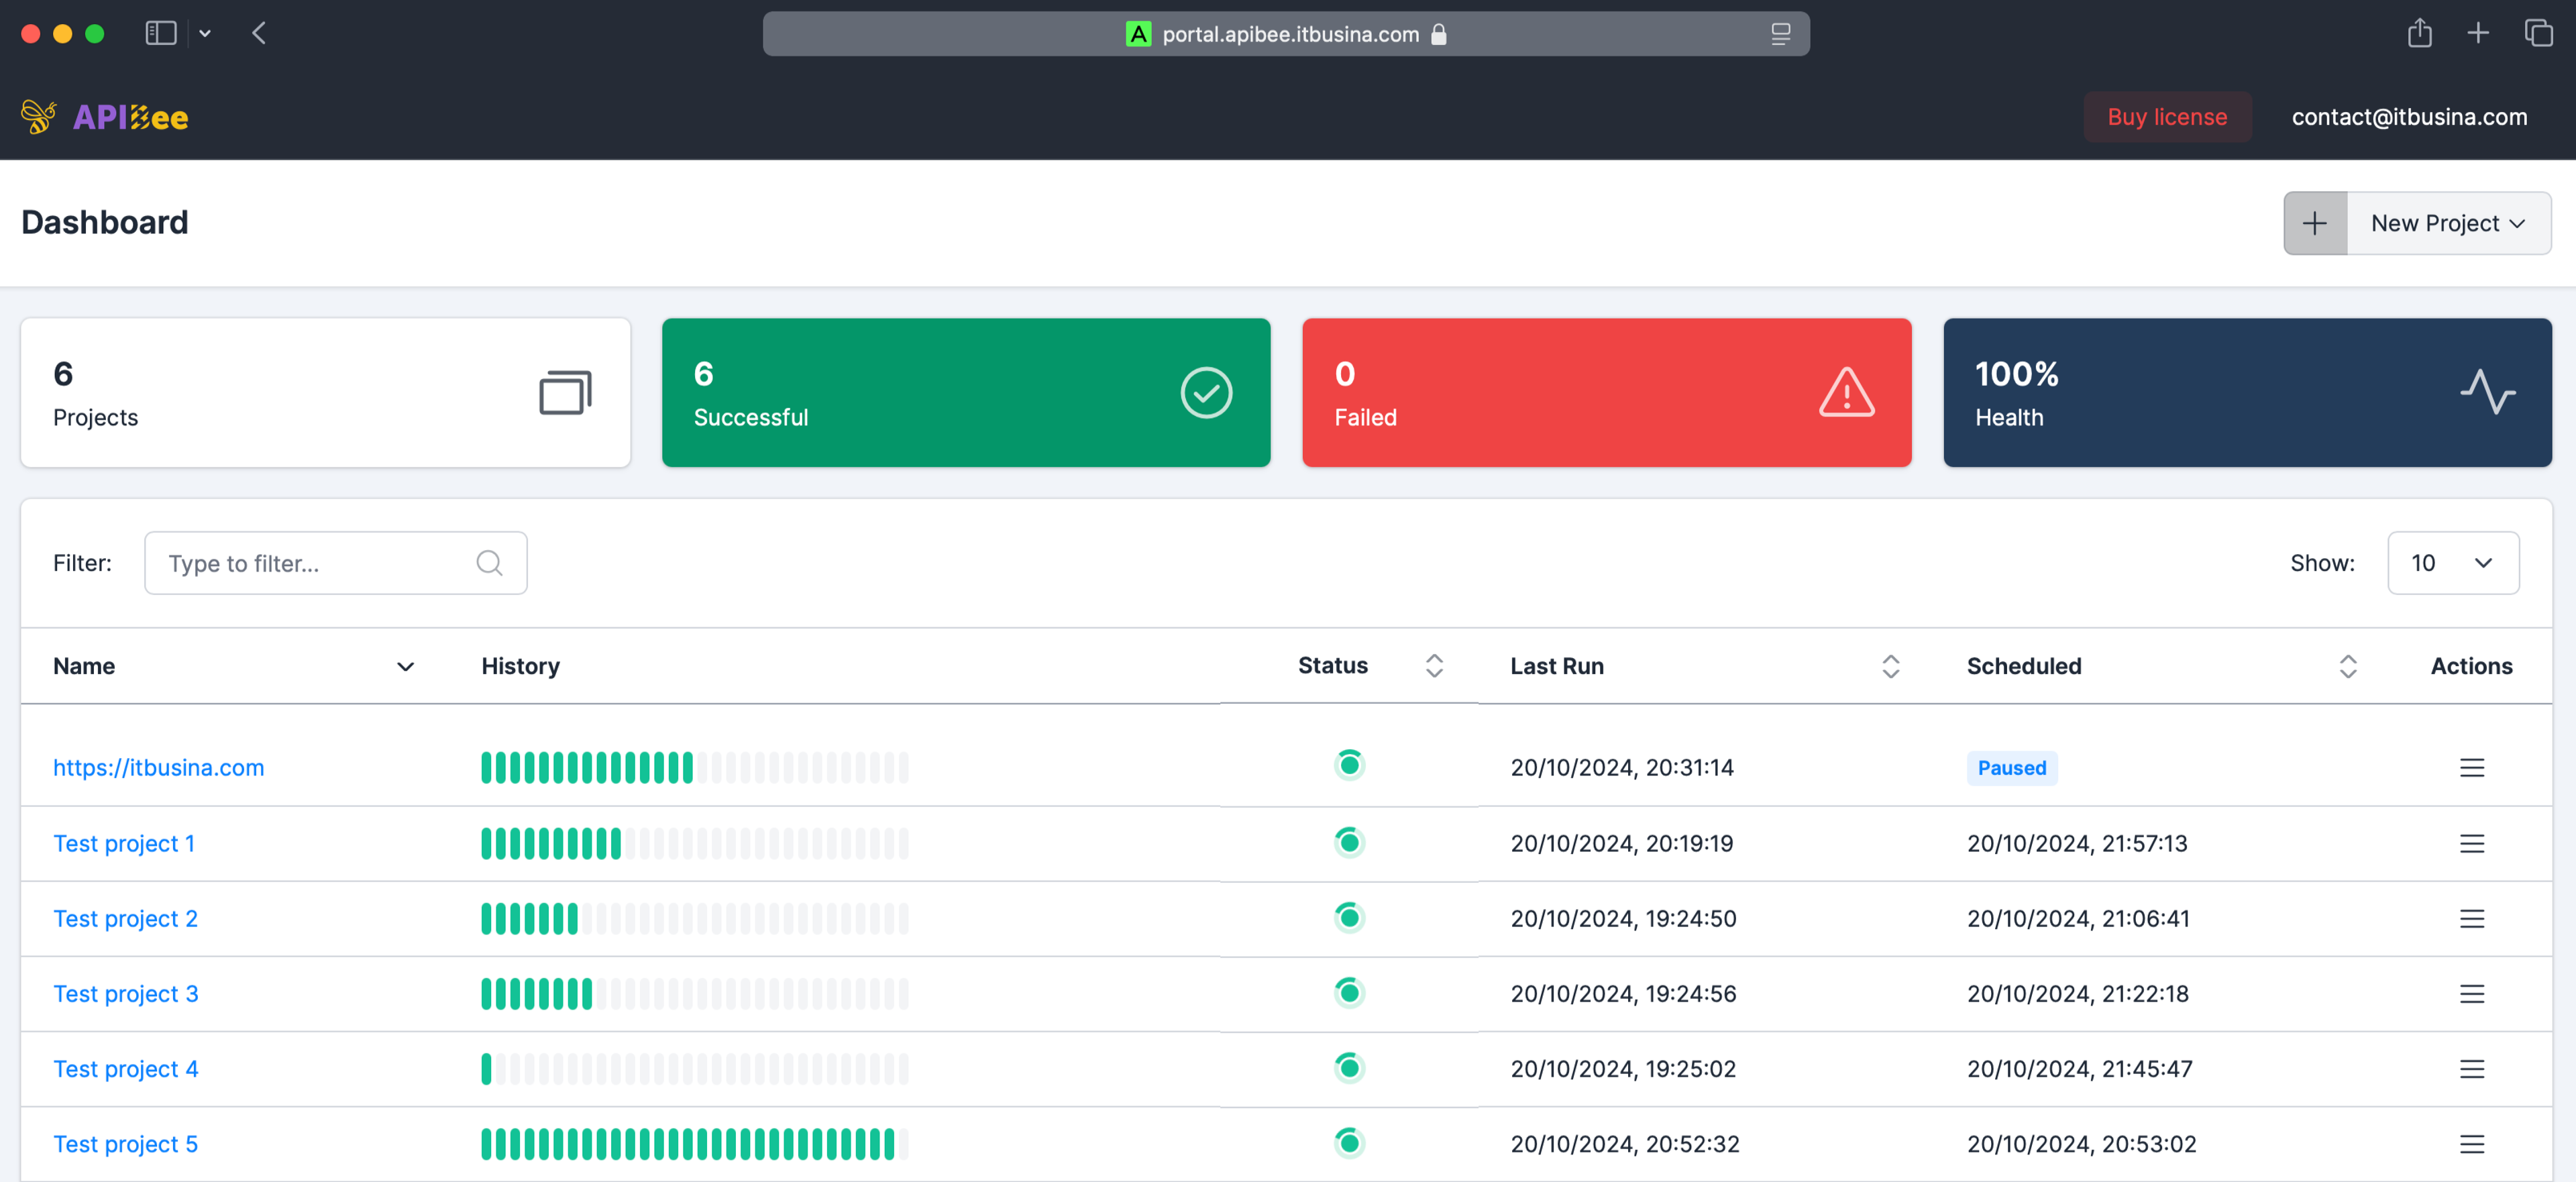 A portal.apibee.itbusina.com
APIBee
Buy license
contact@itbusina.com
Dashboard
New Project
6
Projects
6
Successful
0
Failed
100%
Health
Filter:
Type to filter...
Show:
10
Name History Status Last Run Scheduled Actions
https://itbusina.com 20/10/2024, 20:31:14 Paused
Test project 1 20/10/2024, 20:19:19 20/10/2024, 21:57:13
Test project 2 20/10/2024, 19:24:50 20/10/2024, 21:06:41
Test project 3 20/10/2024, 19:24:56 20/10/2024, 21:22:18
Test project 4 20/10/2024, 19:25:02 20/10/2024, 21:45:47
Test project 5 20/10/2024, 20:52:32 20/10/2024, 20:53:02